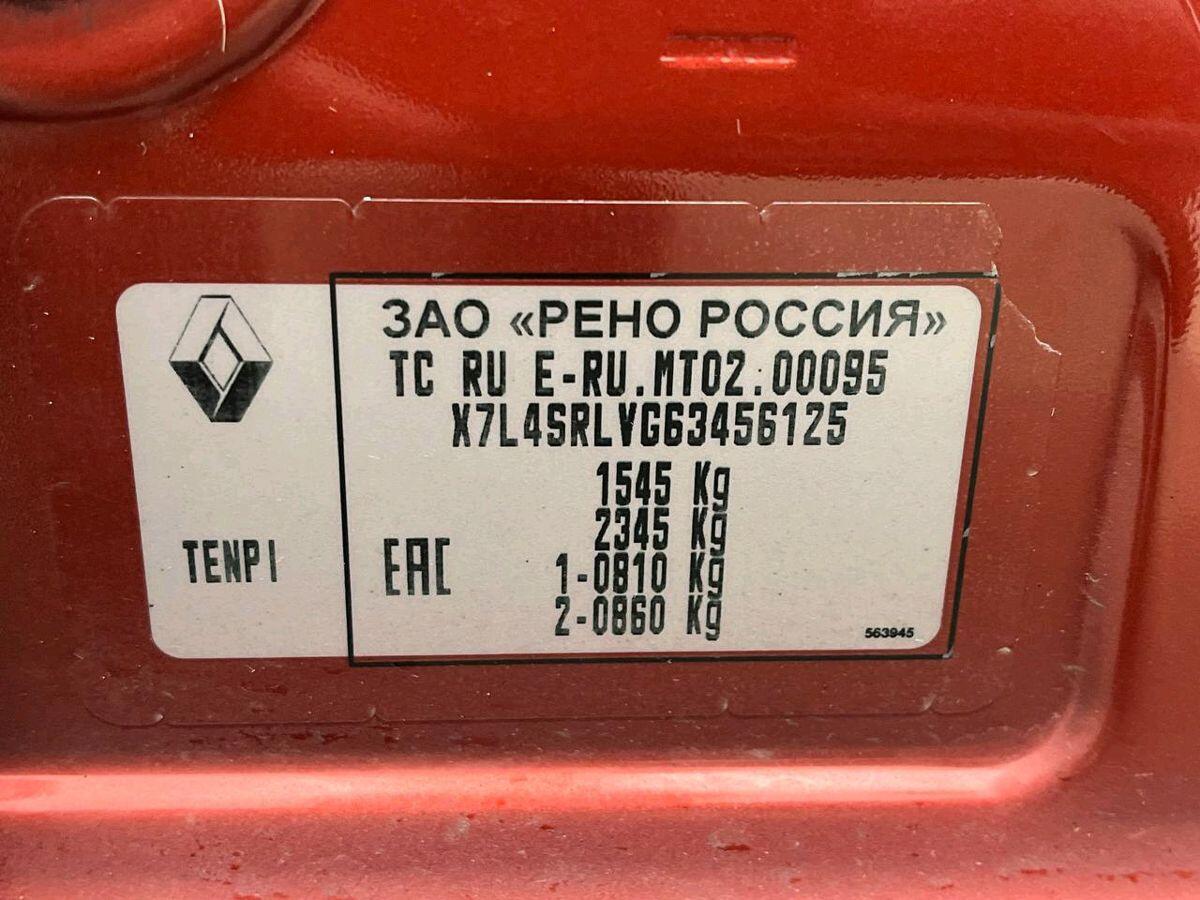 ЗАО «РЕНО РОССИЯ»
TC RU E-RU.MT02.00095
X7L4SRLVG63456125
1545 Kg
2345 Kg
1-0810 Kg
2-0860 Kg
TENPI
EAC
563945